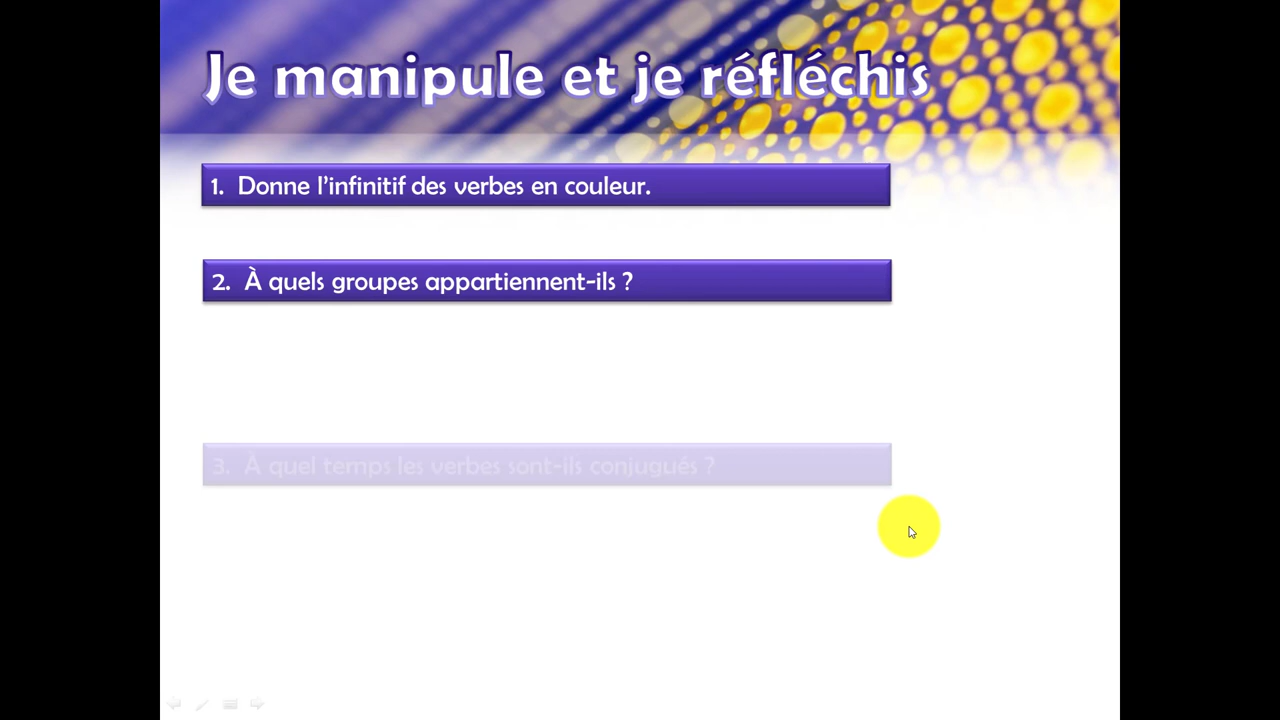 Je manipule et je réfléchis
1. Donne l’infinitif des verbes en couleur.
2. À quels groupes appartiennent-ils ?
3. À quel temps les verbes sont-ils conjugués ?